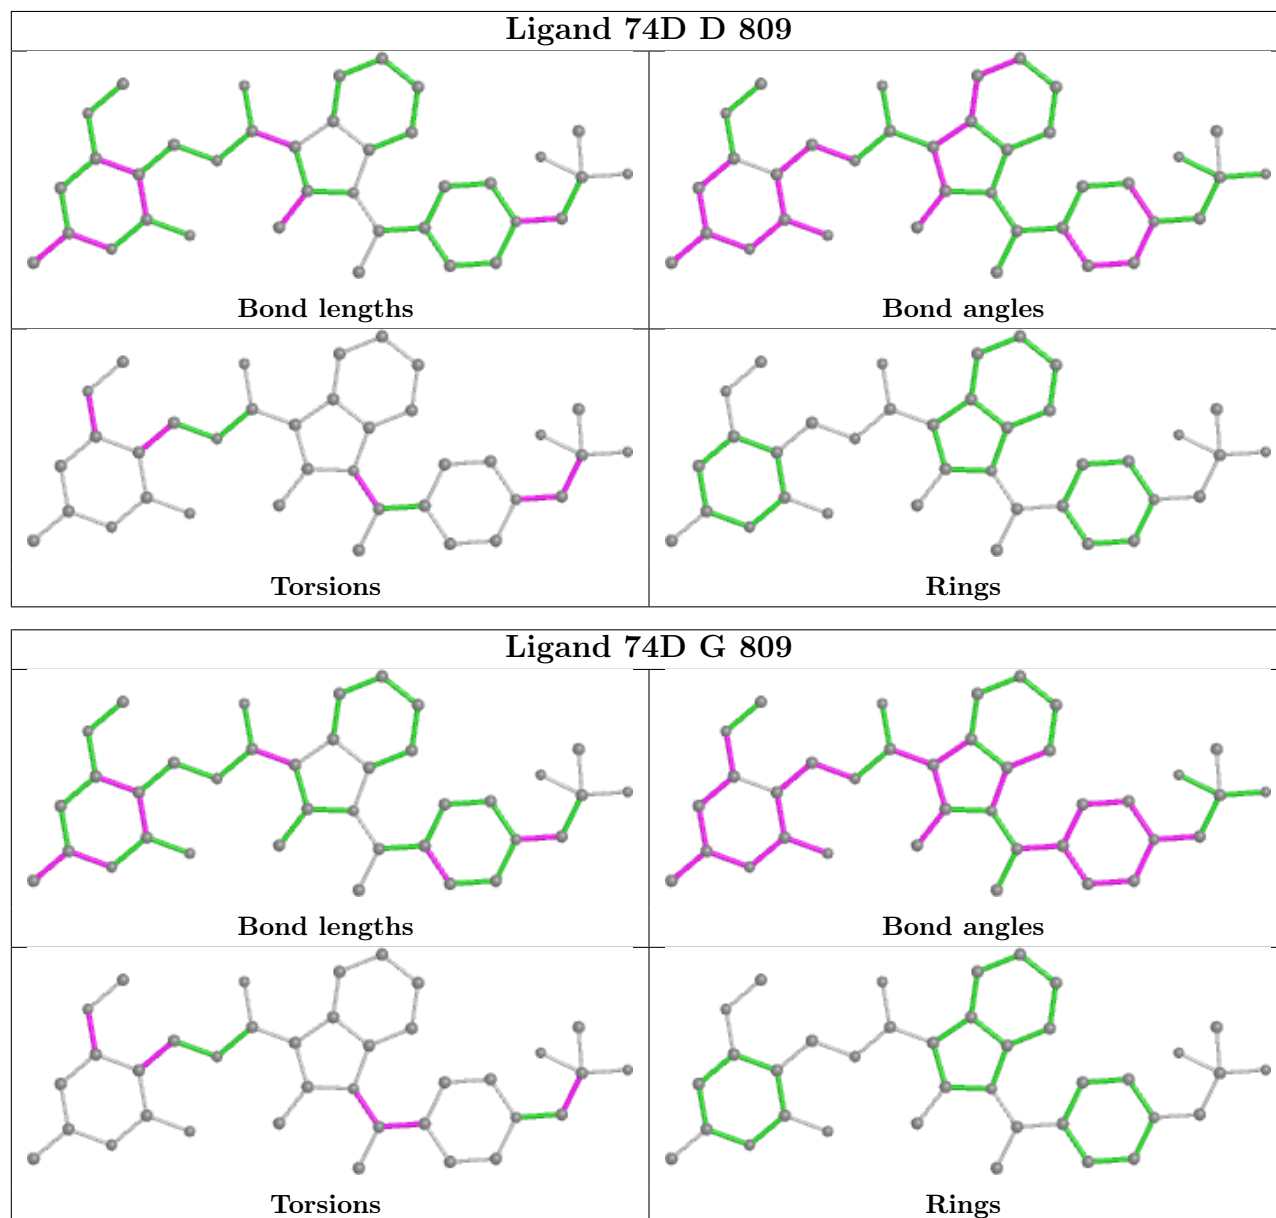 Ligand 74D D 809
Bond lengths
Bond angles
Torsions
Rings
Ligand 74D G 809
Bond lengths
Bond angles
Torsions
Rings